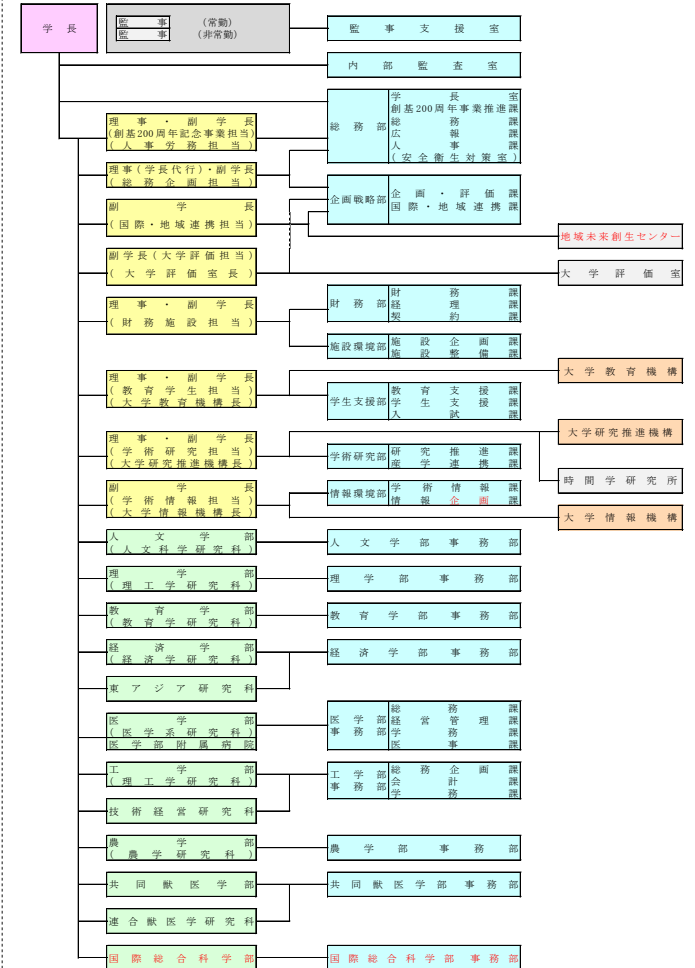 学長
監事 (常勤)
監事 (非常勤)
監事支援室
内部監査室
理事・副学長
(創基200周年記念事業担当)
(人事労務担当)
総務部
学長室
創基200周年事業推進課
総務課
広報課
人事課
(安全衛生対策室)
理事(学長代行)・副学長
(総務企画担当)
副学長
(国際・地域連携担当)
企画戦略部
企画・評価課
国際・地域連携課
地域未来創生センター
副学長(大学評価担当)
(大学評価室長)
大学評価室
理事・副学長
(財務施設担当)
財務部
財務課
経理課
契約課
施設環境部
施設企画課
施設整備課
理事・副学長
(教育学生担当)
(大学教育機構長)
大学教育機構
学生支援部
教育支援課
学生支援課
入試課
理事・副学長
(学術研究担当)
(大学研究推進機構長)
大学研究推進機構
学術研究部
研究推進課
産学連携課
時間学研究所
副学長
(学術情報担当)
(大学情報機構長)
情報環境部
学術情報課
情報企画課
大学情報機構
人文学部
(人文科学研究科)
人文学部事務部
理学部
(理工学研究科)
理学部事務部
教育学部
(教育学研究科)
教育学部事務部
経済学部
(経済学研究科)
経済学部事務部
東アジア研究科
医学部
(医学系研究科)
医学部附属病院
医学部
事務部
総務課
経営管理課
学務課
医事課
工学部
(理工学研究科)
工学部
事務部
総務企画課
会計課
学務課
技術経営研究科
農学部
(農学研究科)
農学部事務部
共同獣医学部
共同獣医学部事務部
連合獣医学研究科
国際総合科学部
国際総合科学部事務部